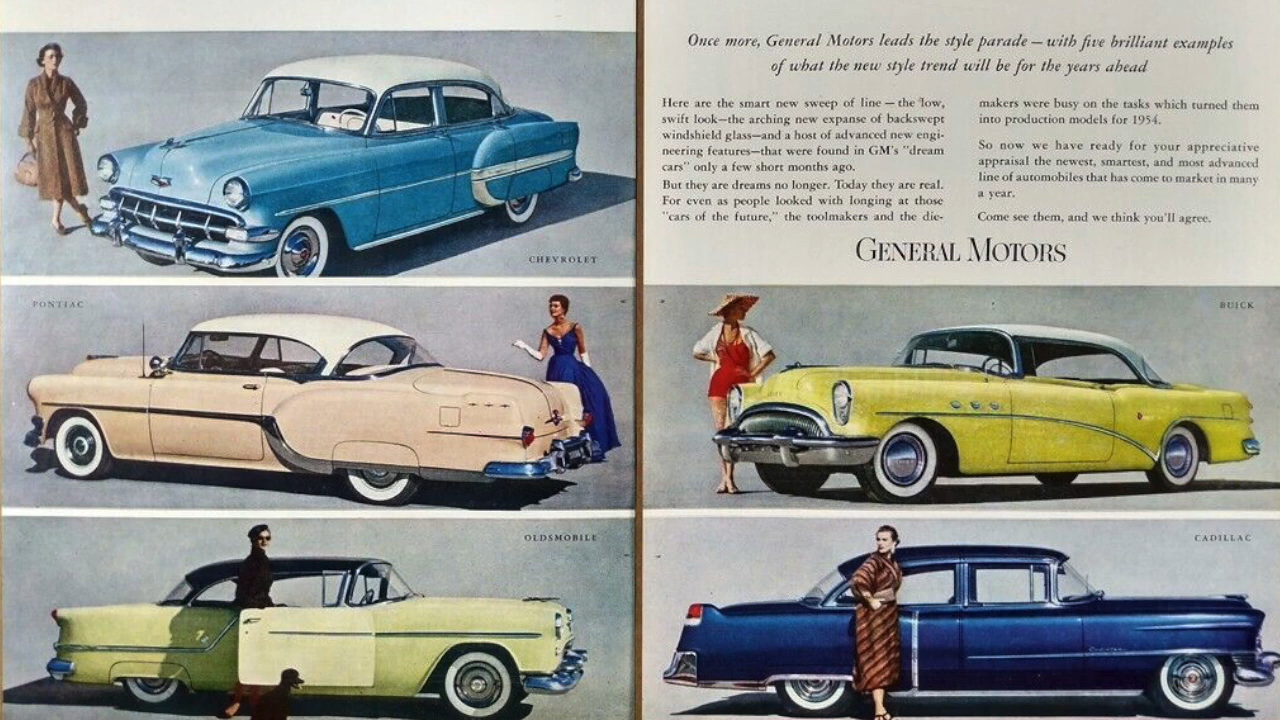 CHEVROLET
PONTIAC
OLDSMOBILE
Once more, General Motors leads the style parade — with five brilliant examples
of what the new style trend will be for the years ahead
Here are the smart new sweep of line — the low,
swift look—the arching new expanse of backswept
windshield glass—and a host of advanced new engi-
neering features—that were found in GM's "dream
cars" only a few short months ago.
But they are dreams no longer. Today they are real.
For even as people looked with longing at those
"cars of the future," the toolmakers and the die-
makers were busy on the tasks which turned them
into production models for 1954.
So now we have ready for your appreciative
appraisal the newest, smartest, and most advanced
line of automobiles that has come to market in many
a year.
Come see them, and we think you'll agree.
GENERAL MOTORS
BUICK
CADILLAC